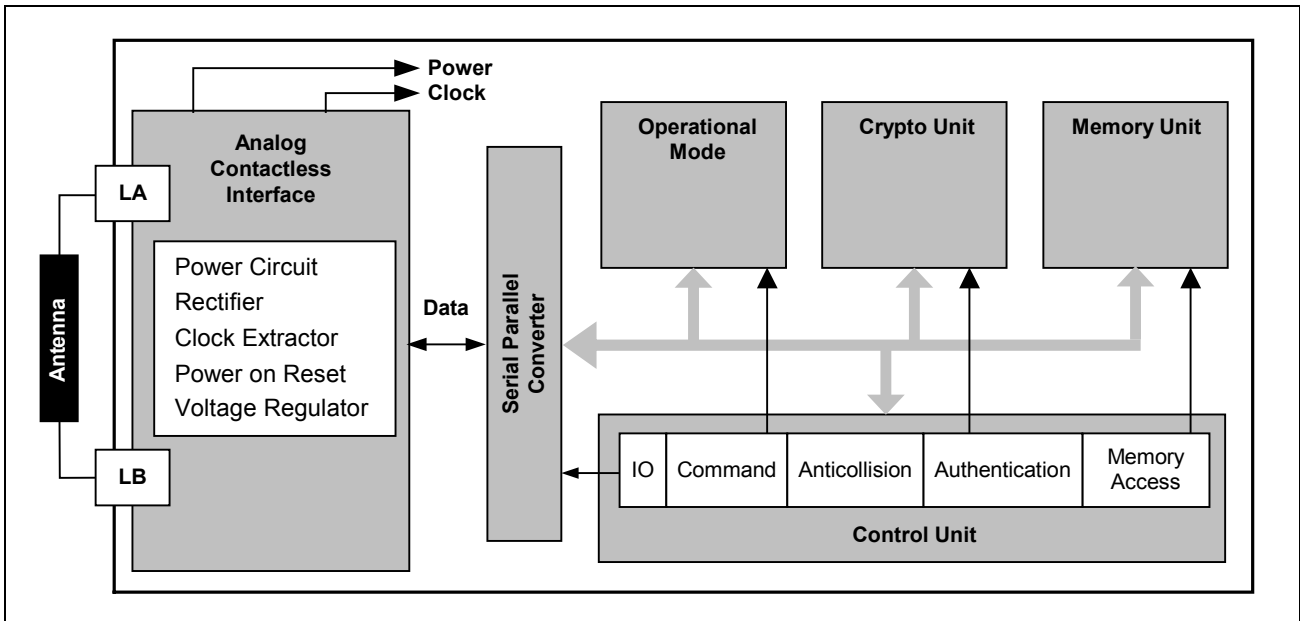 Power
Clock
Analog
Contactless
Interface
LA
Power Circuit
Rectifier
Clock Extractor
Power on Reset
Voltage Regulator
Antenna
LB
Data
Serial Parallel
Converter
Operational
Mode
Crypto Unit
Memory Unit
IO
Command
Anticollision
Authentication
Memory
Access
Control Unit